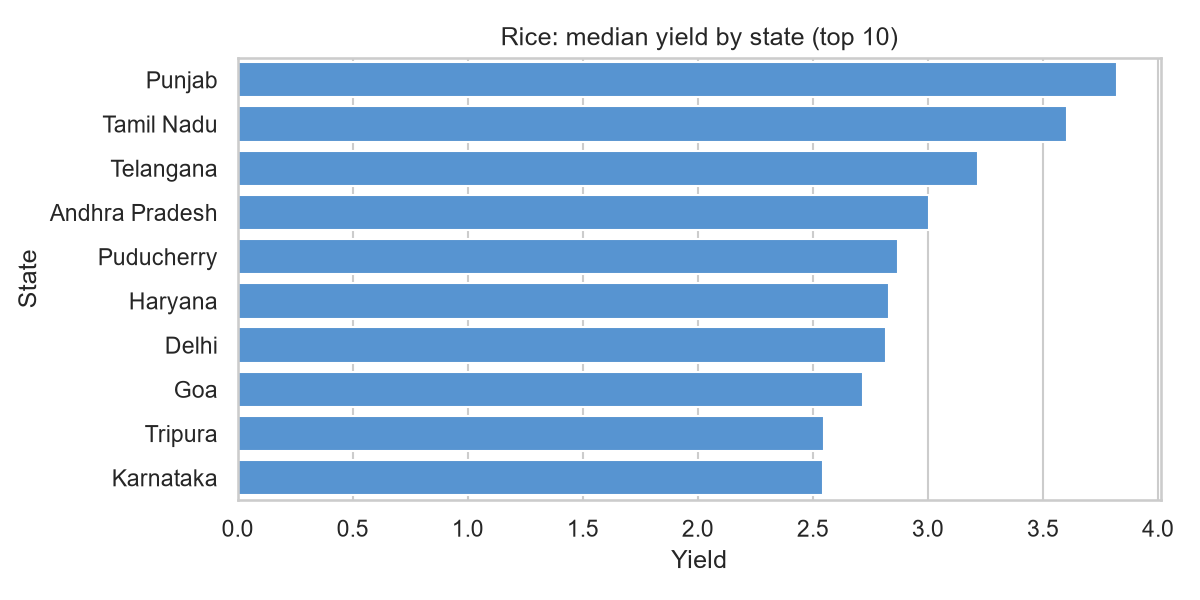 Rice: median yield by state (top 10)
State
Punjab
Tamil Nadu
Telangana
Andhra Pradesh
Puducherry
Haryana
Delhi
Goa
Tripura
Karnataka
0.0 0.5 1.0 1.5 2.0 2.5 3.0 3.5 4.0
Yield